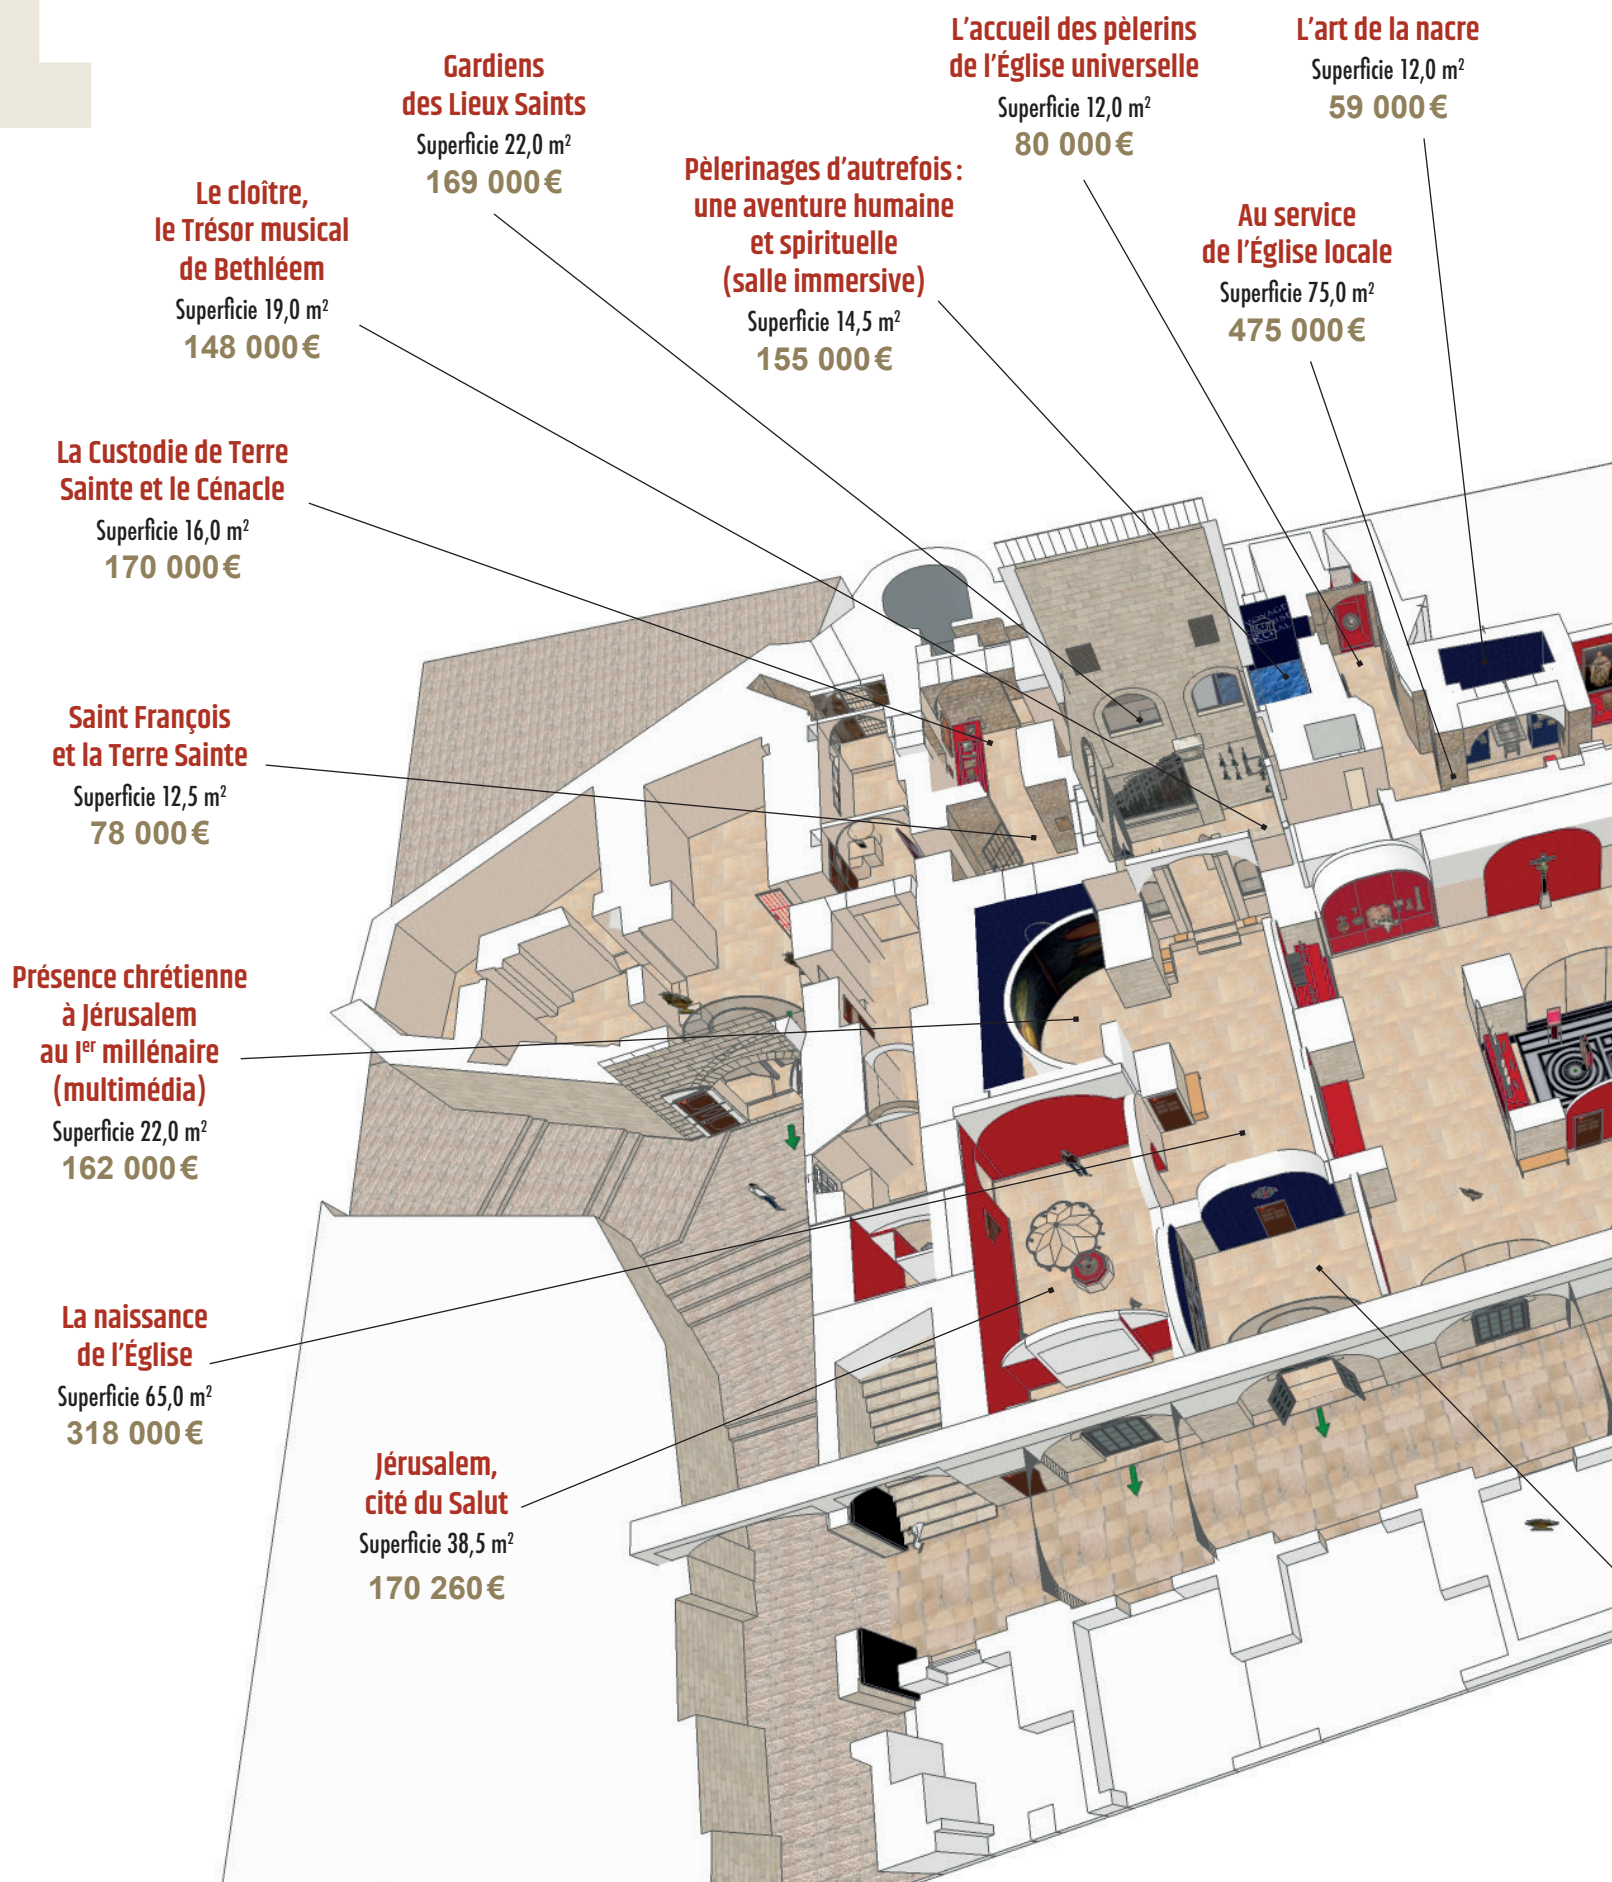 L'accueil des pèlerins
de l'Église universelle
Superficie 12,0 m²
80 000 €
L'art de la nacre
Superficie 12,0 m²
59 000 €
Gardiens
des Lieux Saints
Superficie 22,0 m²
169 000 €
Pèlerinages d'autrefois :
une aventure humaine
et spirituelle
(salle immersive)
Superficie 14,5 m²
155 000 €
Le cloître,
le Trésor musical
de Bethléem
Superficie 19,0 m²
148 000 €
Au service
de l'Église locale
Superficie 75,0 m²
475 000 €
La Custodie de Terre
Sainte et le Cénacle
Superficie 16,0 m²
170 000 €
Saint François
et la Terre Sainte
Superficie 12,5 m²
78 000 €
Présence chrétienne
à Jérusalem
au Iᵉʳ millénaire
(multimédia)
Superficie 22,0 m²
162 000 €
La naissance
de l'Église
Superficie 65,0 m²
318 000 €
Jérusalem,
cité du Salut
Superficie 38,5 m²
170 260 €